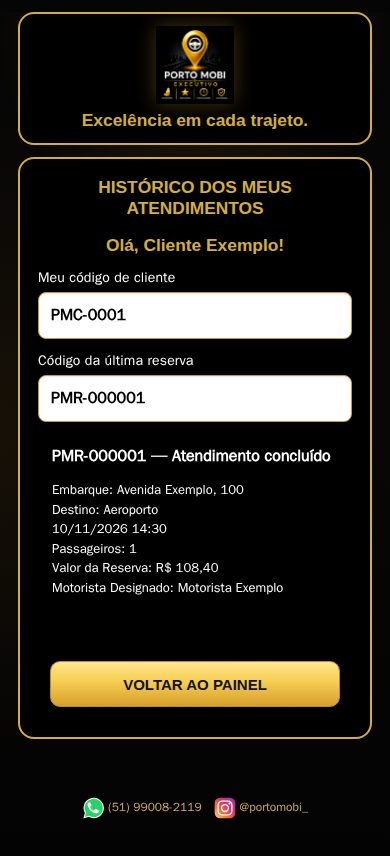 PORTO MOBI
EXECUTIVO
Excelência em cada trajeto.
HISTÓRICO DOS MEUS
ATENDIMENTOS
Olá, Cliente Exemplo!
Meu código de cliente
PMC-0001
Código da última reserva
PMR-000001
PMR-000001 — Atendimento concluído
Embarque: Avenida Exemplo, 100
Destino: Aeroporto
10/11/2026 14:30
Passageiros: 1
Valor da Reserva: R$ 108,40
Motorista Designado: Motorista Exemplo
VOLTAR AO PAINEL
(51) 99008-2119 @portomobi_